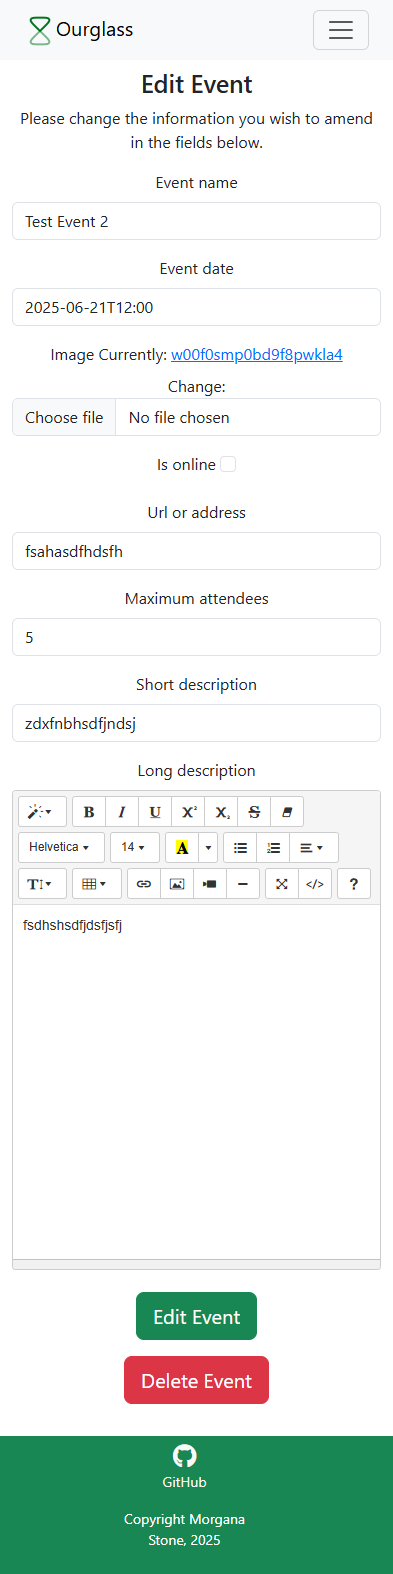 Ourglass
Edit Event
Please change the information you wish to amend
in the fields below.
Event name
Test Event 2
Event date
2025-06-21T12:00
Image Currently: w00f0smp0bd9f8pwkla4
Change:
Choose file No file chosen
Is online
Url or address
fsahasdfhdsfh
Maximum attendees
5
Short description
zdxfnbhsdfjndsj
Long description
B I U X² X₂ S
Helvetica 14 A
T
</> ?
fsdhshsdfjdsfjsfj
Edit Event
Delete Event
GitHub
Copyright Morgana
Stone, 2025